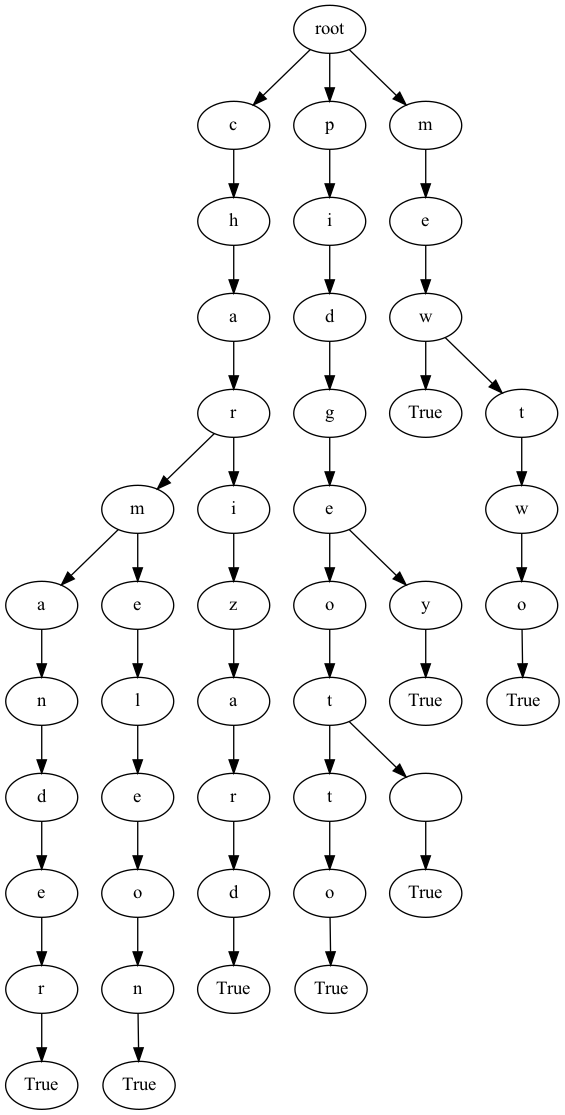 root
c p m
h i e
a d w
r g True t
m i e w
a e z o y o
n l a t True True
d e r t
e o d o True
r n True True
True True